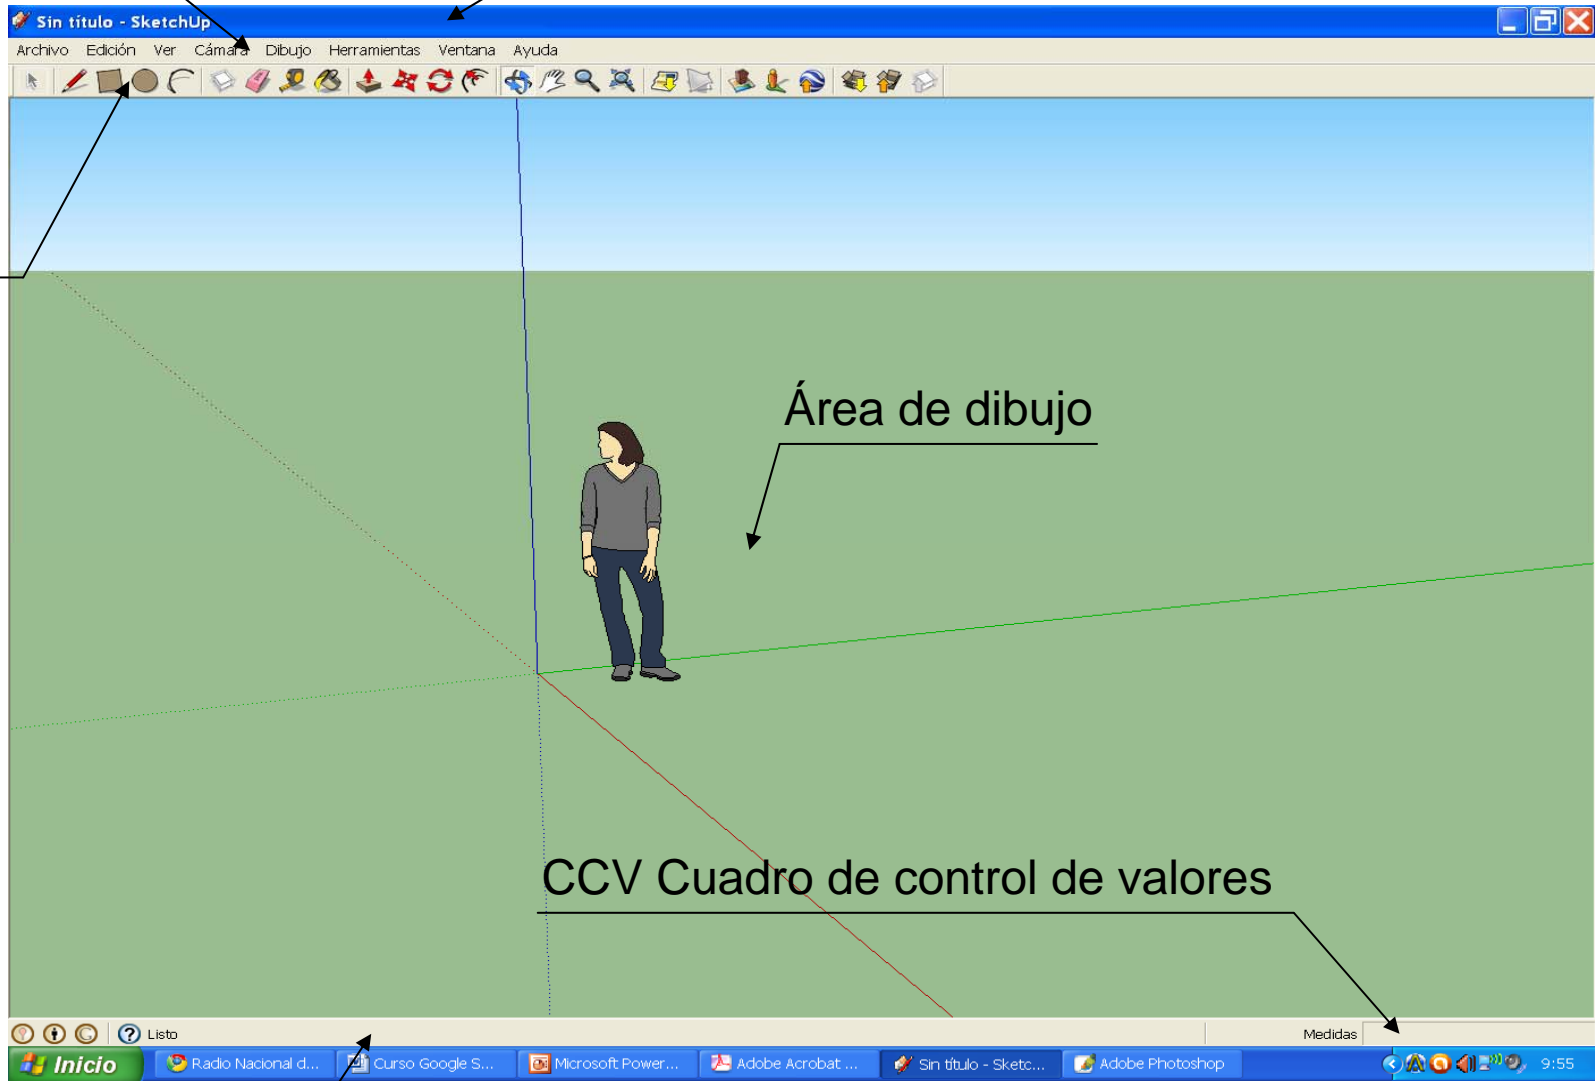 Sin título - SketchUp
Archivo Edición Ver Cámara Dibujo Herramientas Ventana Ayuda
Área de dibujo
CCV Cuadro de control de valores
Listo
Medidas
Inicio
Radio Nacional d...
Curso Google S...
Microsoft Power...
Adobe Acrobat ...
Sin título - Sketc...
Adobe Photoshop
9:55